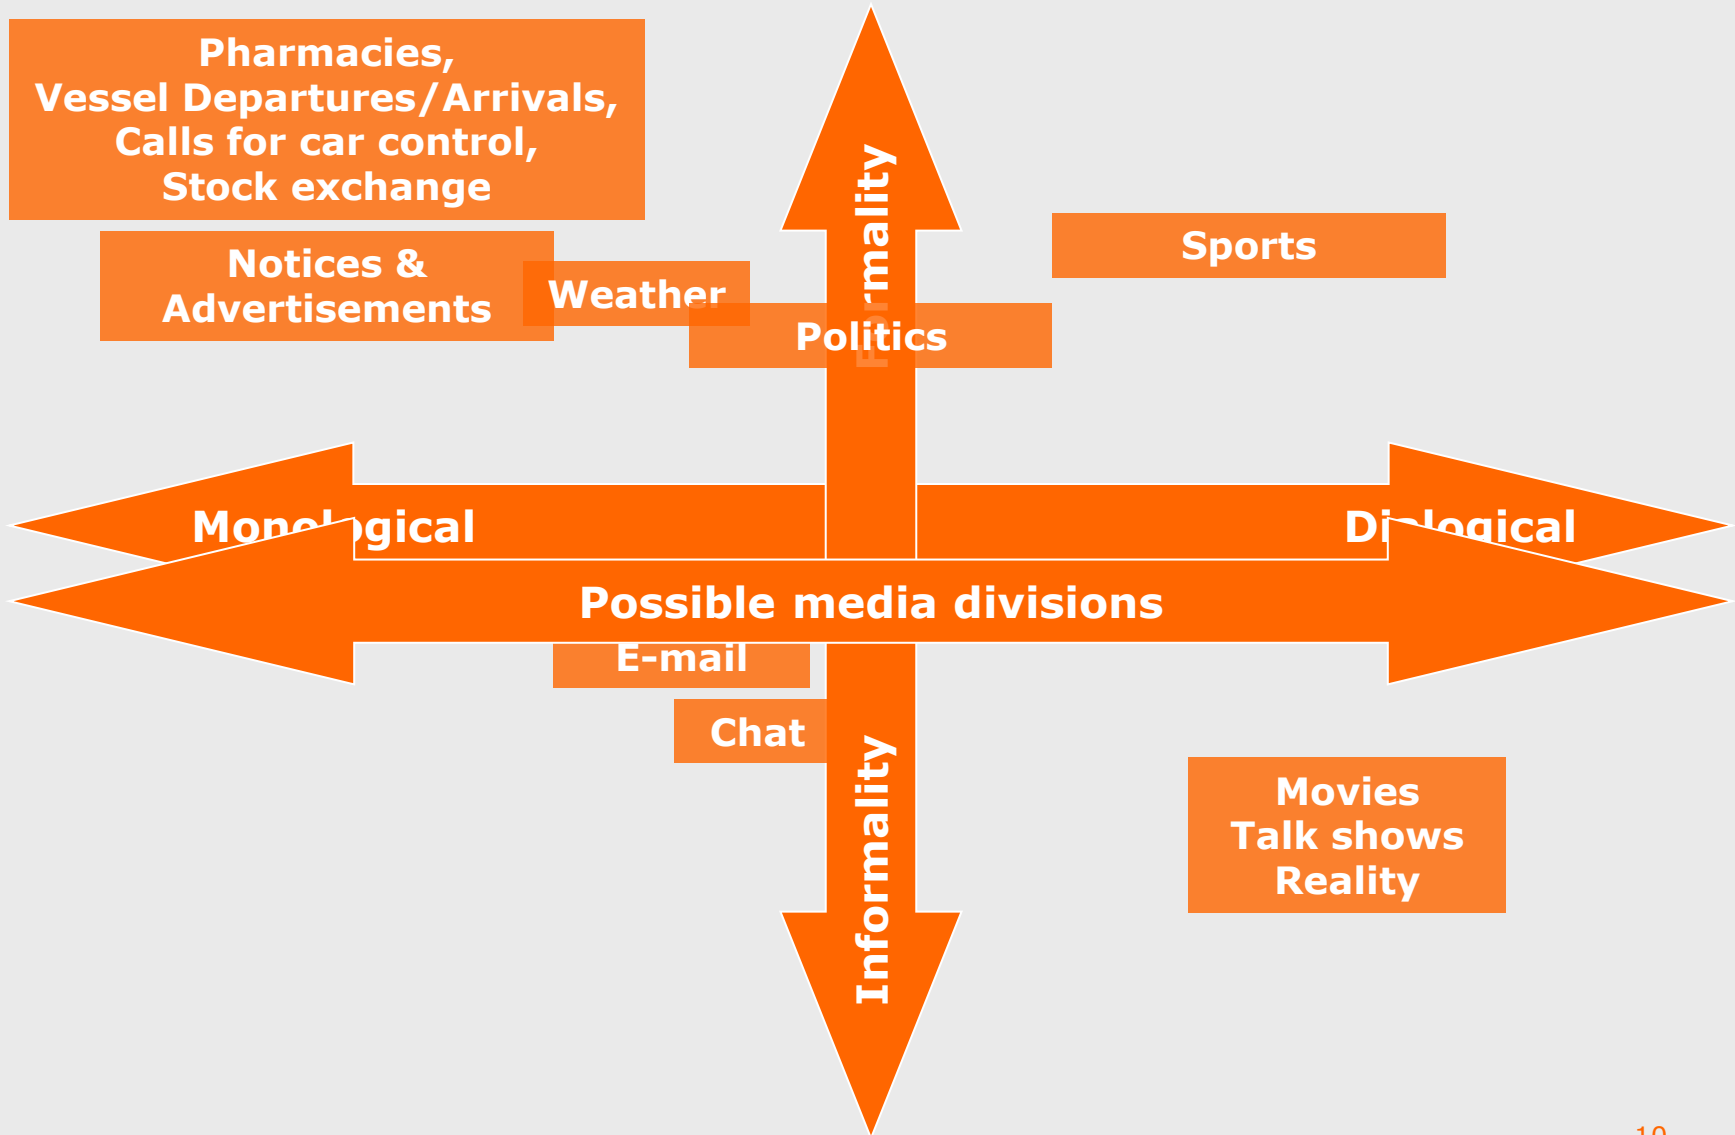 Pharmacies,
Vessel Departures/Arrivals,
Calls for car control,
Stock exchange
Formality
Sports
Notices &
Advertisements
Weather
Politics
Monological
Dialogical
Possible media divisions
E-mail
Chat
Informality
Movies
Talk shows
Reality